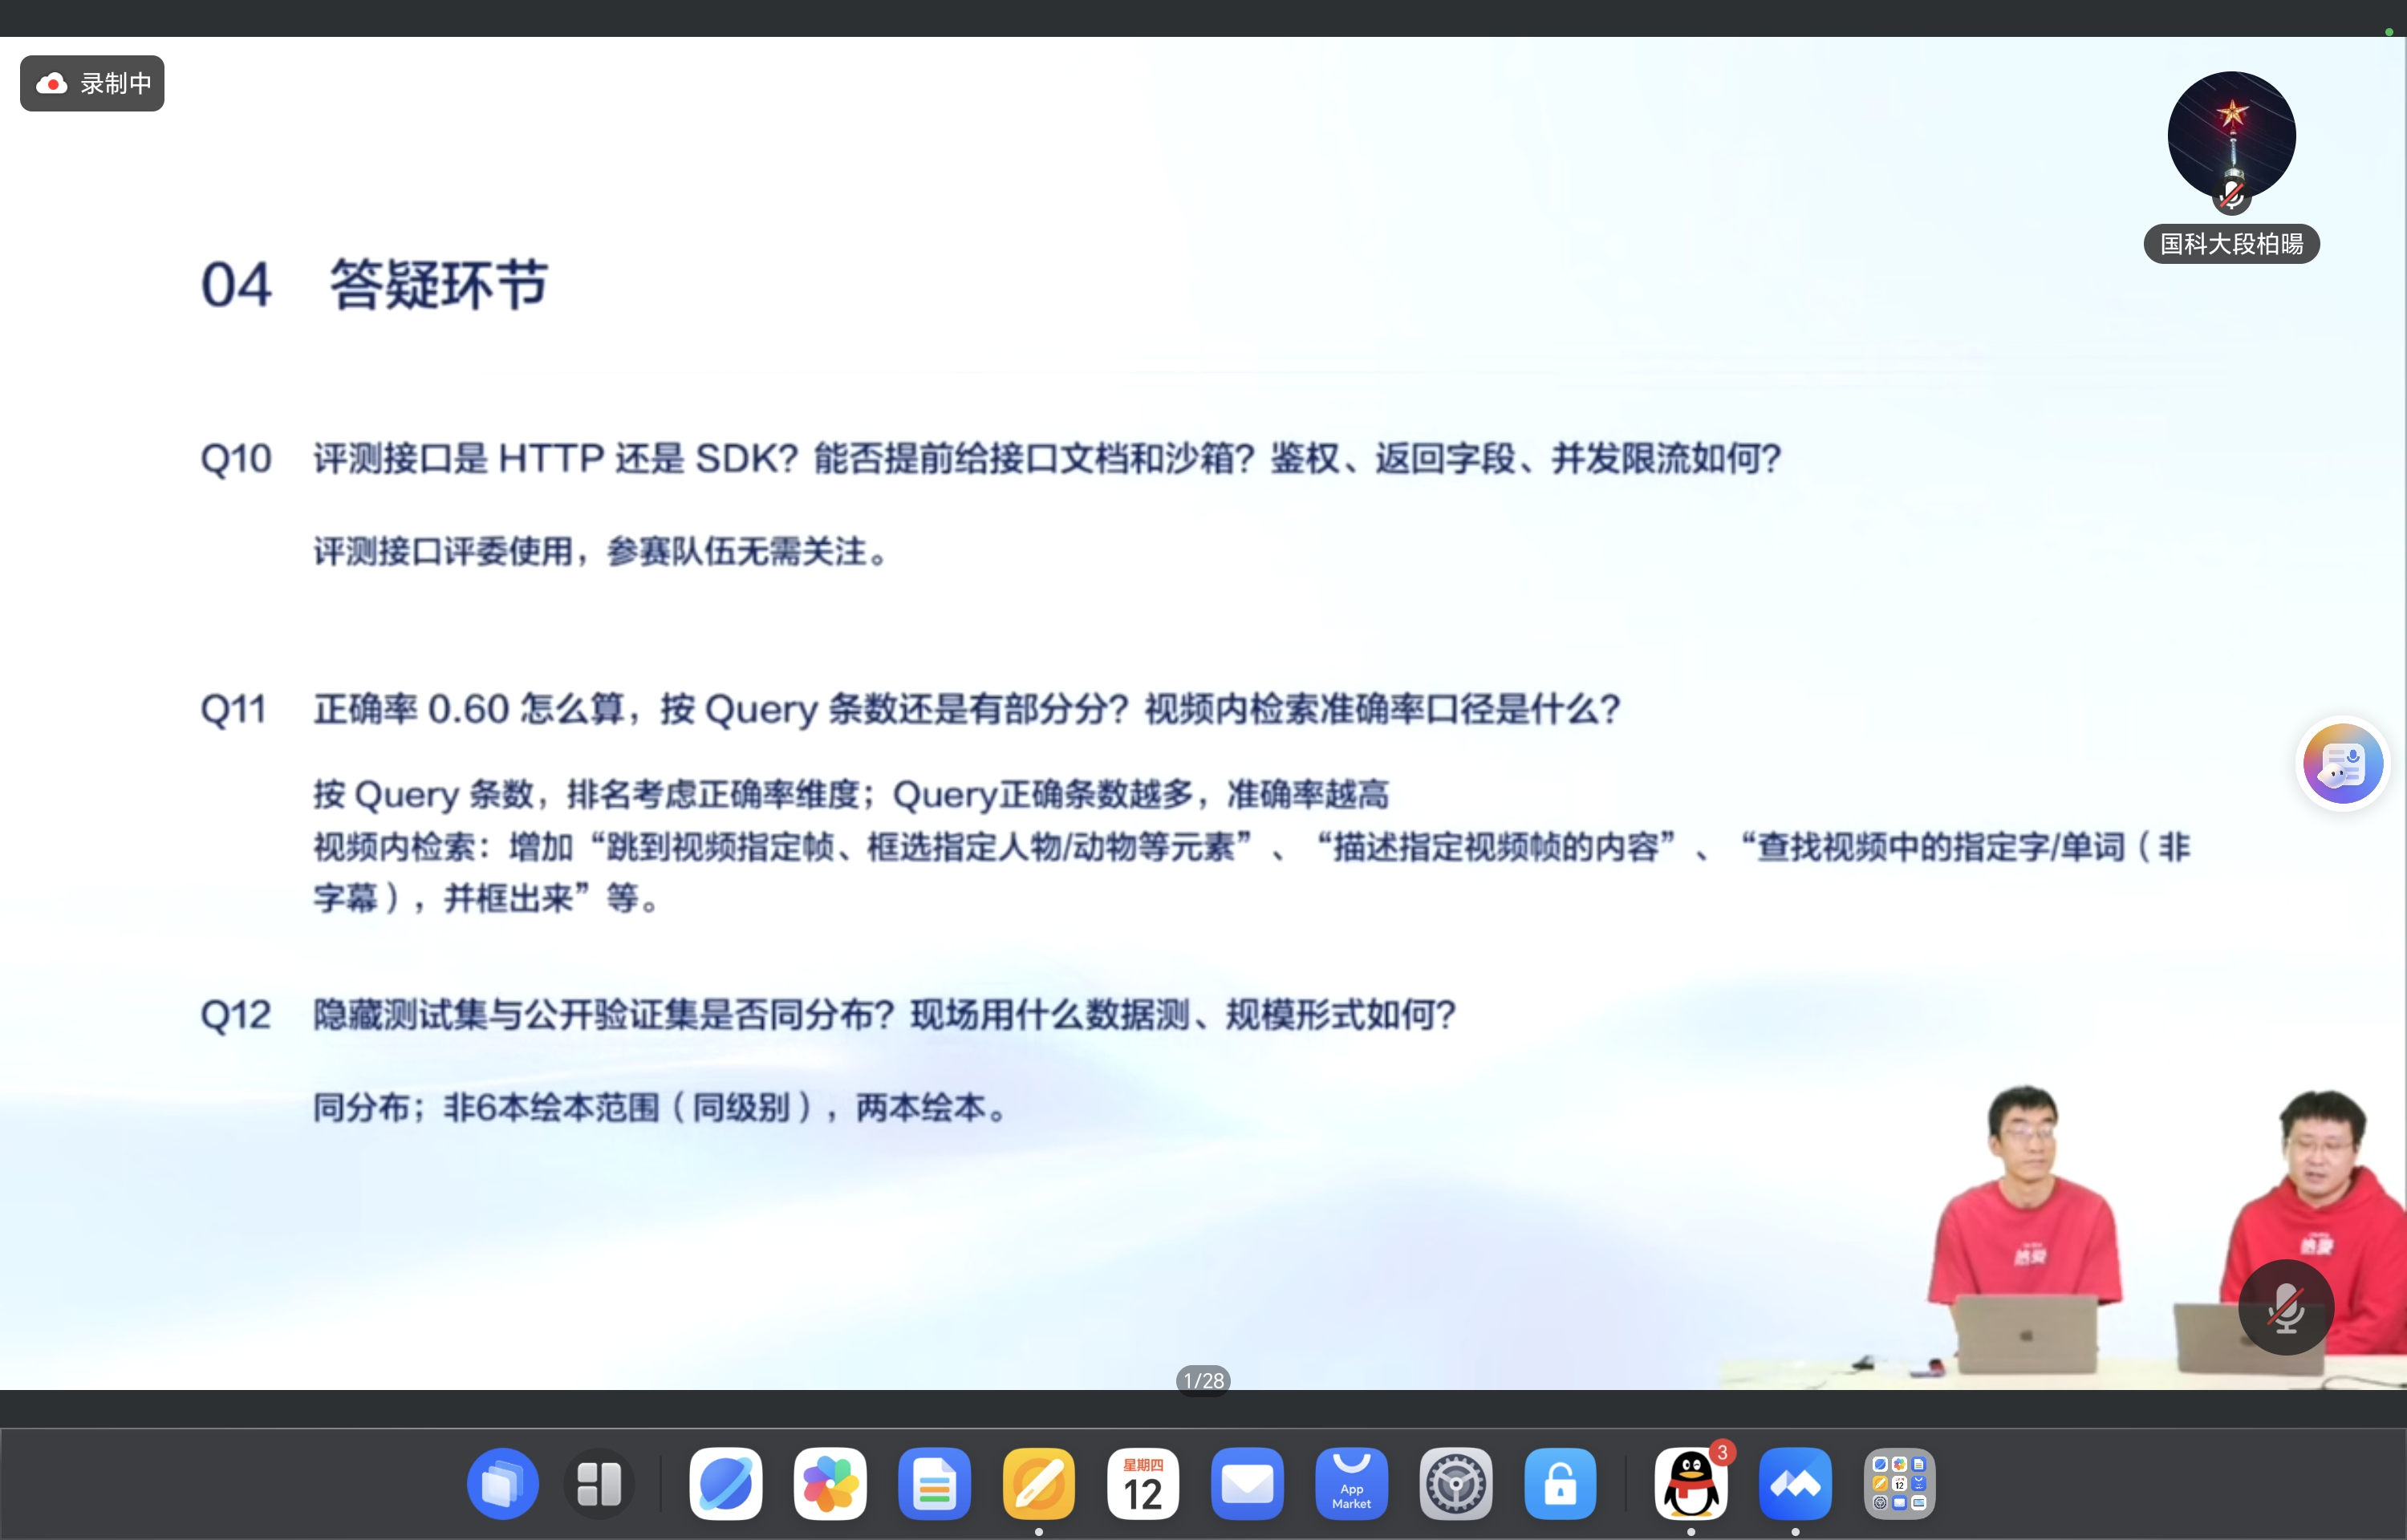 录制中
国科大段柏暘
04 答疑环节
Q10 评测接口是 HTTP 还是 SDK？能否提前给接口文档和沙箱？鉴权、返回字段、并发限流如何？
评测接口评委使用，参赛队伍无需关注。
Q11 正确率 0.60 怎么算，按 Query 条数还是有部分分？视频内检索准确率口径是什么？
按 Query 条数，排名考虑正确率维度；Query正确条数越多，准确率越高
视频内检索：增加“跳到视频指定帧、框选指定人物/动物等元素”、“描述指定视频帧的内容”、“查找视频中的指定字/单词（非
字幕），并框出来”等。
Q12 隐藏测试集与公开验证集是否同分布？现场用什么数据测、规模形式如何？
同分布；非6本绘本范围（同级别），两本绘本。
热爱
热爱
1/28
星期四
12
App
Market
3